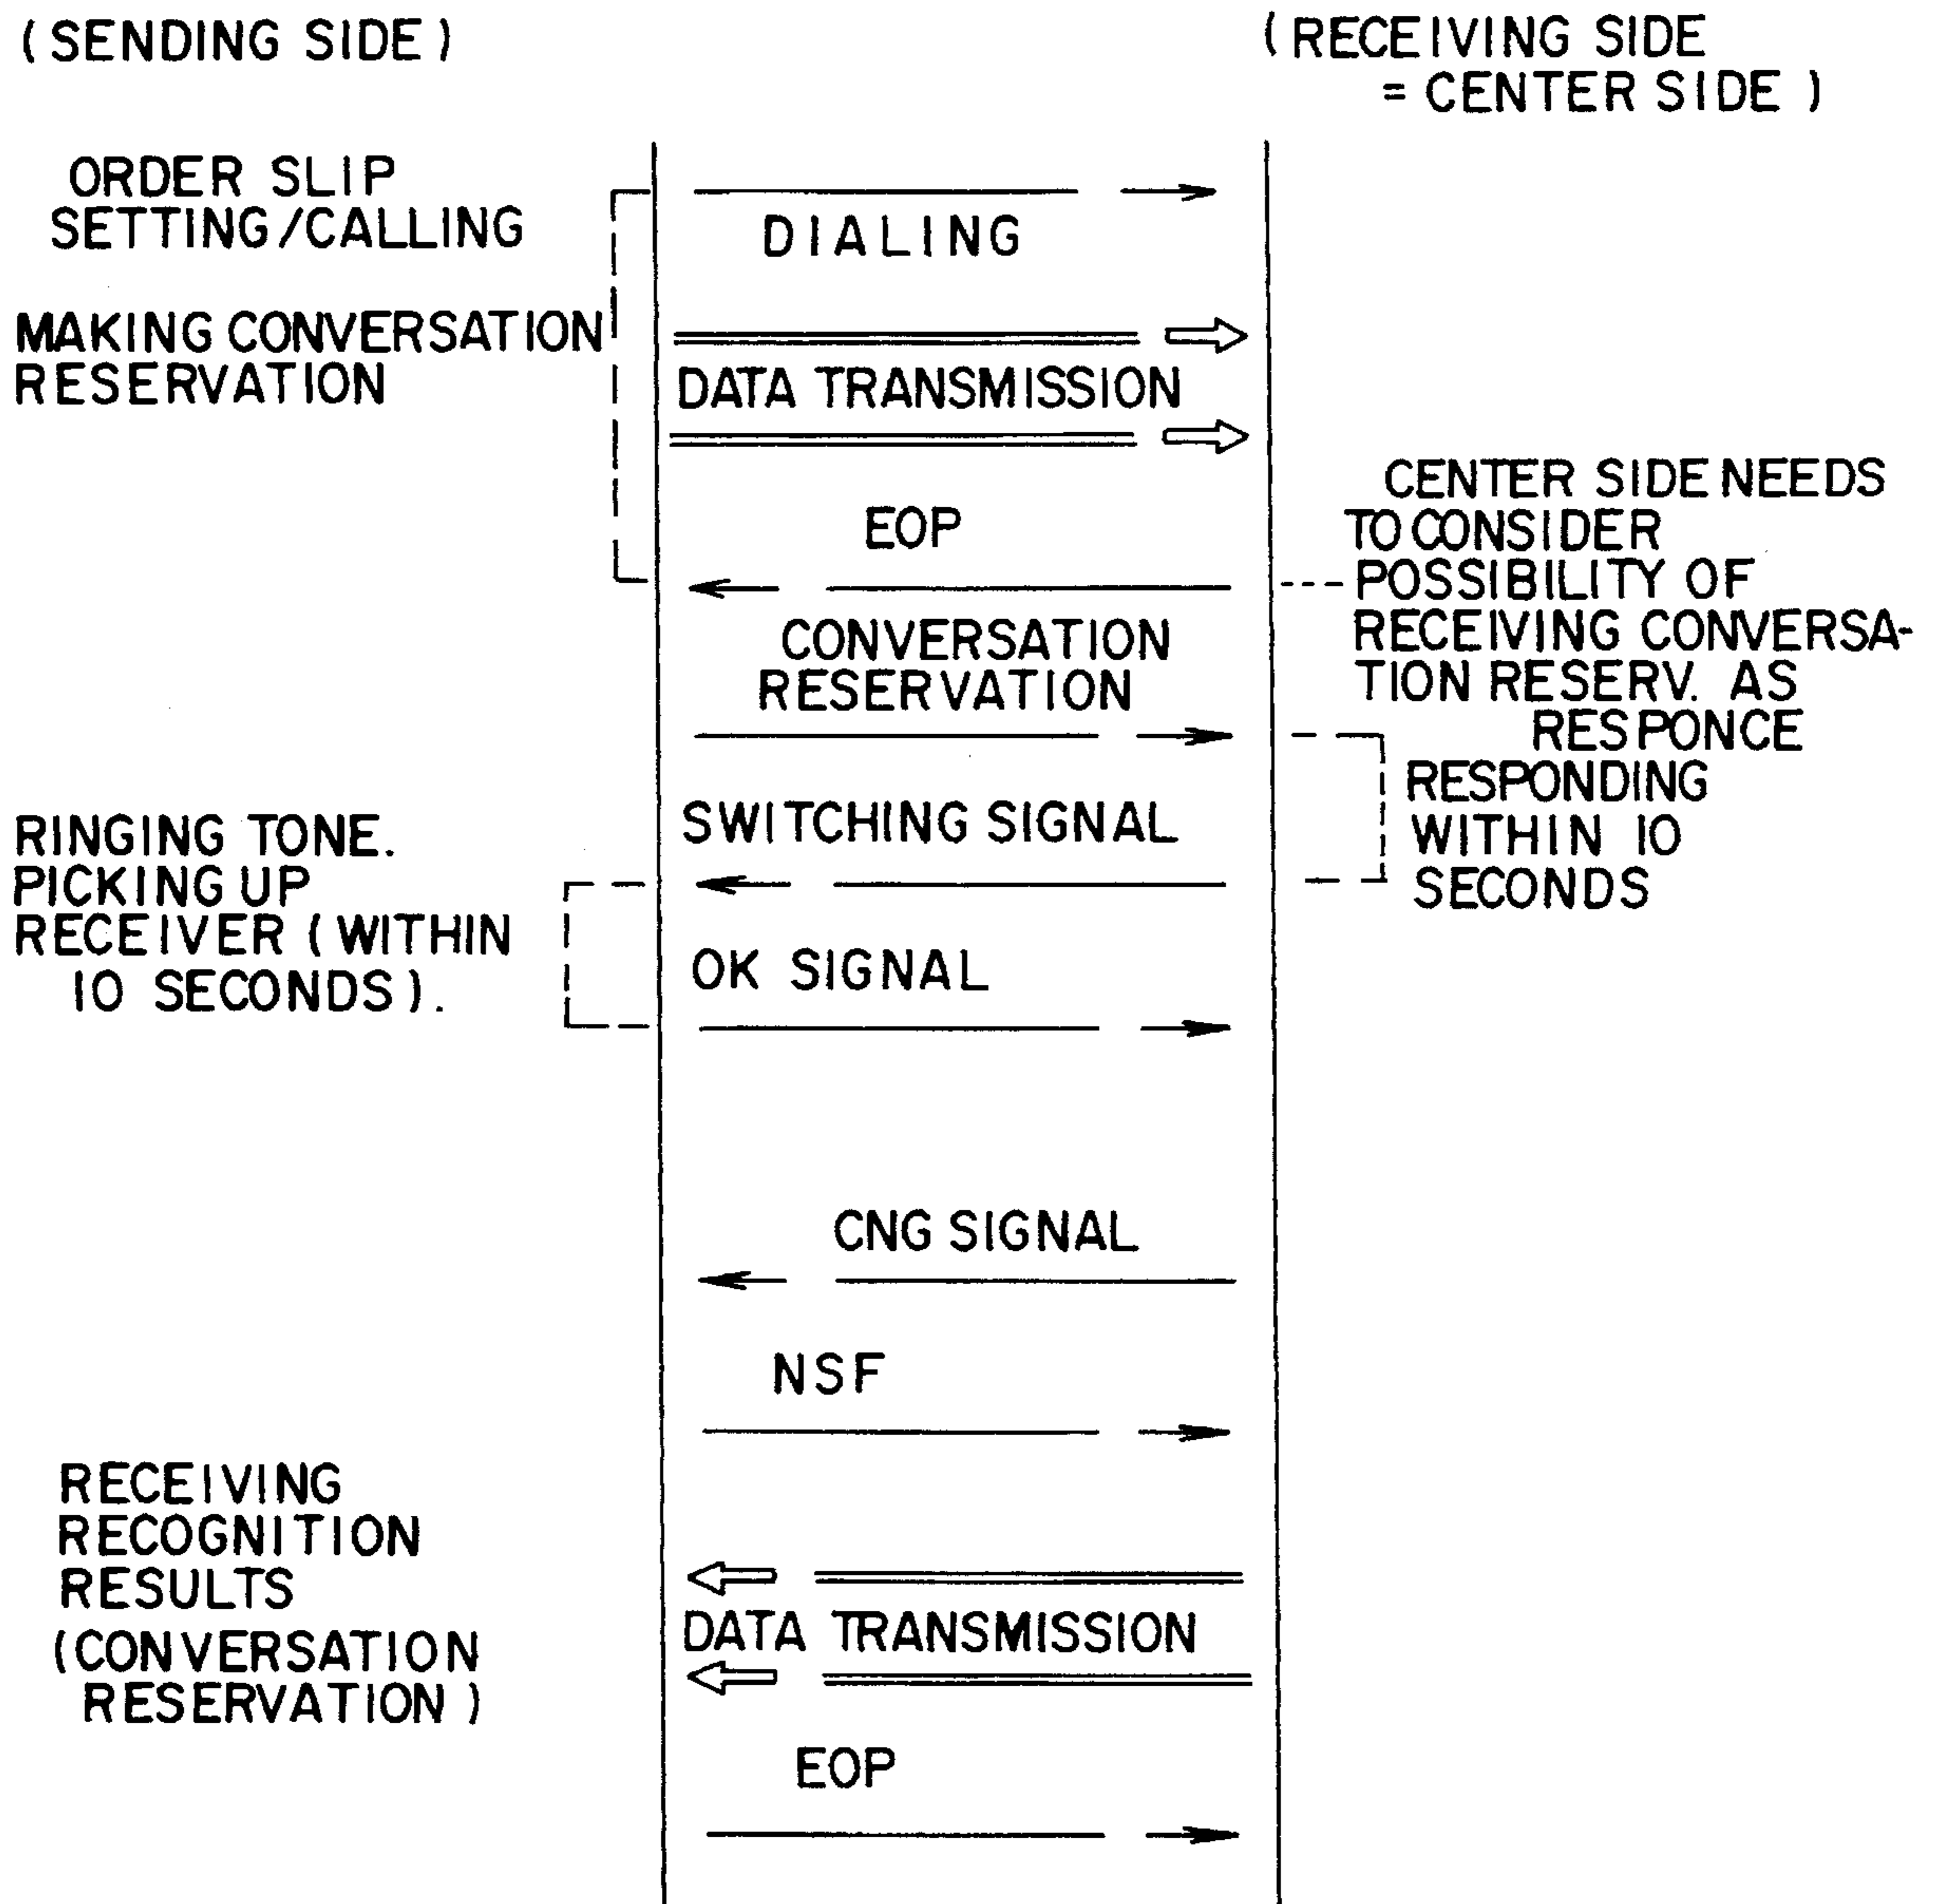 (SENDING SIDE)
(RECEIVING SIDE
= CENTER SIDE)
ORDER SLIP
SETTING/CALLING
DIALING
MAKING CONVERSATION
RESERVATION
DATA TRANSMISSION
EOP
CENTER SIDE NEEDS
TO CONSIDER
POSSIBILITY OF
RECEIVING CONVERSA-
TION RESERV. AS
RESPONCE
CONVERSATION
RESERVATION
RESPONDING
WITHIN 10
SECONDS
SWITCHING SIGNAL
RINGING TONE.
PICKING UP
RECEIVER (WITHIN
10 SECONDS).
OK SIGNAL
CNG SIGNAL
NSF
RECEIVING
RECOGNITION
RESULTS
(CONVERSATION
RESERVATION)
DATA TRANSMISSION
EOP